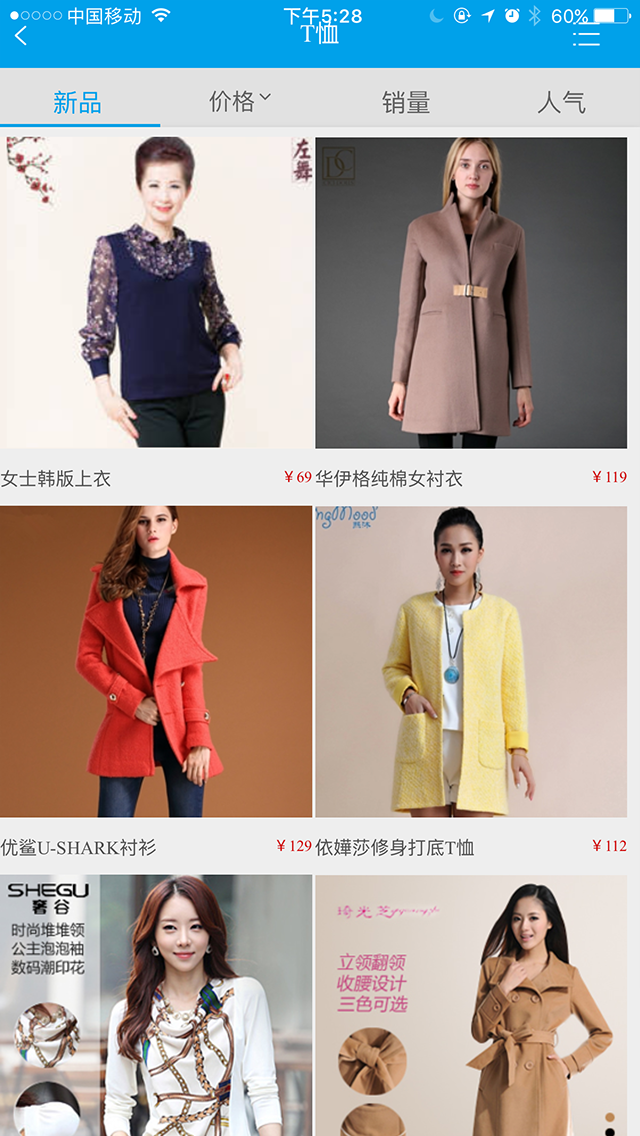 中国移动 下午5:28 60%
T恤
新品 价格 销量 人气
左舞
女士韩版上衣 ￥69
华伊格纯棉女衬衣 ￥119
ngMood
优鲨U-SHARK衬衫 ￥129
依婵莎修身打底T恤 ￥112
SHEGU
奢谷
时尚堆堆领
公主泡泡袖
数码潮印花
立领翻领
收腰设计
三色可选